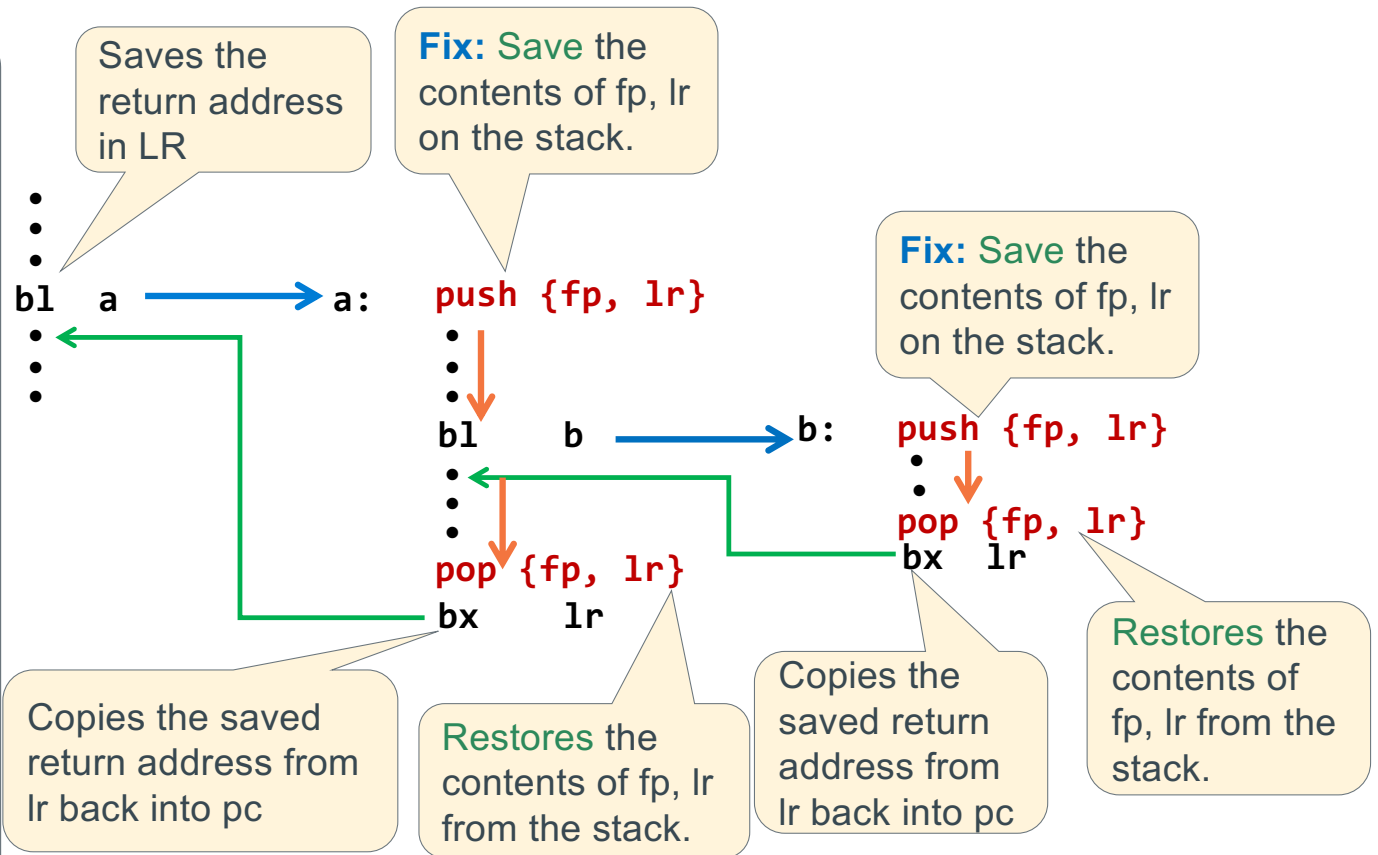 Saves the
return address
in LR
Fix: Save the
contents of fp, lr
on the stack.
Fix: Save the
contents of fp, lr
on the stack.
bl a
a: push {fp, lr}
bl b
b: push {fp, lr}
pop {fp, lr}
bx lr
pop {fp, lr}
bx lr
Copies the saved
return address from
lr back into pc
Restores the
contents of fp, lr
from the stack.
Copies the
saved return
address from
lr back into pc
Restores the
contents of
fp, lr from the
stack.